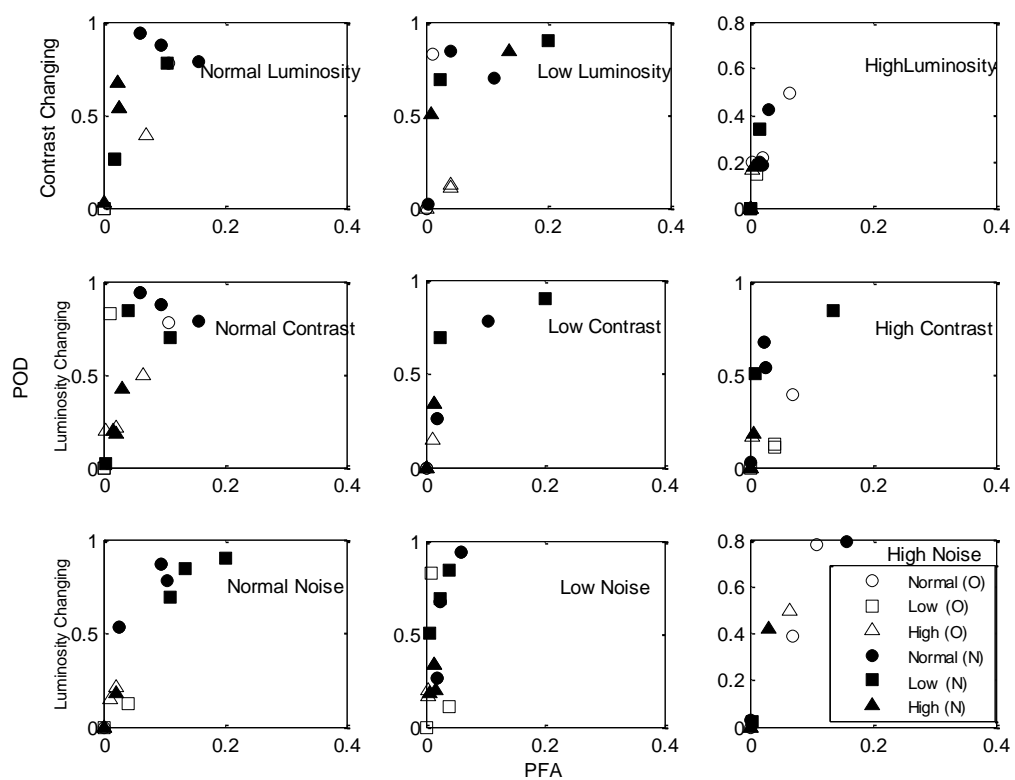 1
0.5
0
0 0.2 0.4
Contrast Changing
Normal Luminosity
1
0.5
0
0 0.2 0.4
Low Luminosity
0.8
0.6
0.4
0.2
0
0 0.2 0.4
HighLuminosity
POD
1
0.5
0
0 0.2 0.4
Luminosity Changing
Normal Contrast
1
0.5
0
0 0.2 0.4
Low Contrast
1
0.5
0
0 0.2 0.4
High Contrast
1
0.5
0
0 0.2 0.4
Luminosity Changing
Normal Noise
1
0.5
0
0 0.2 0.4
Low Noise
PFA
0.8
0.6
0.4
0.2
0
0 0.2 0.4
High Noise
Normal (O)
Low (O)
High (O)
Normal (N)
Low (N)
High (N)